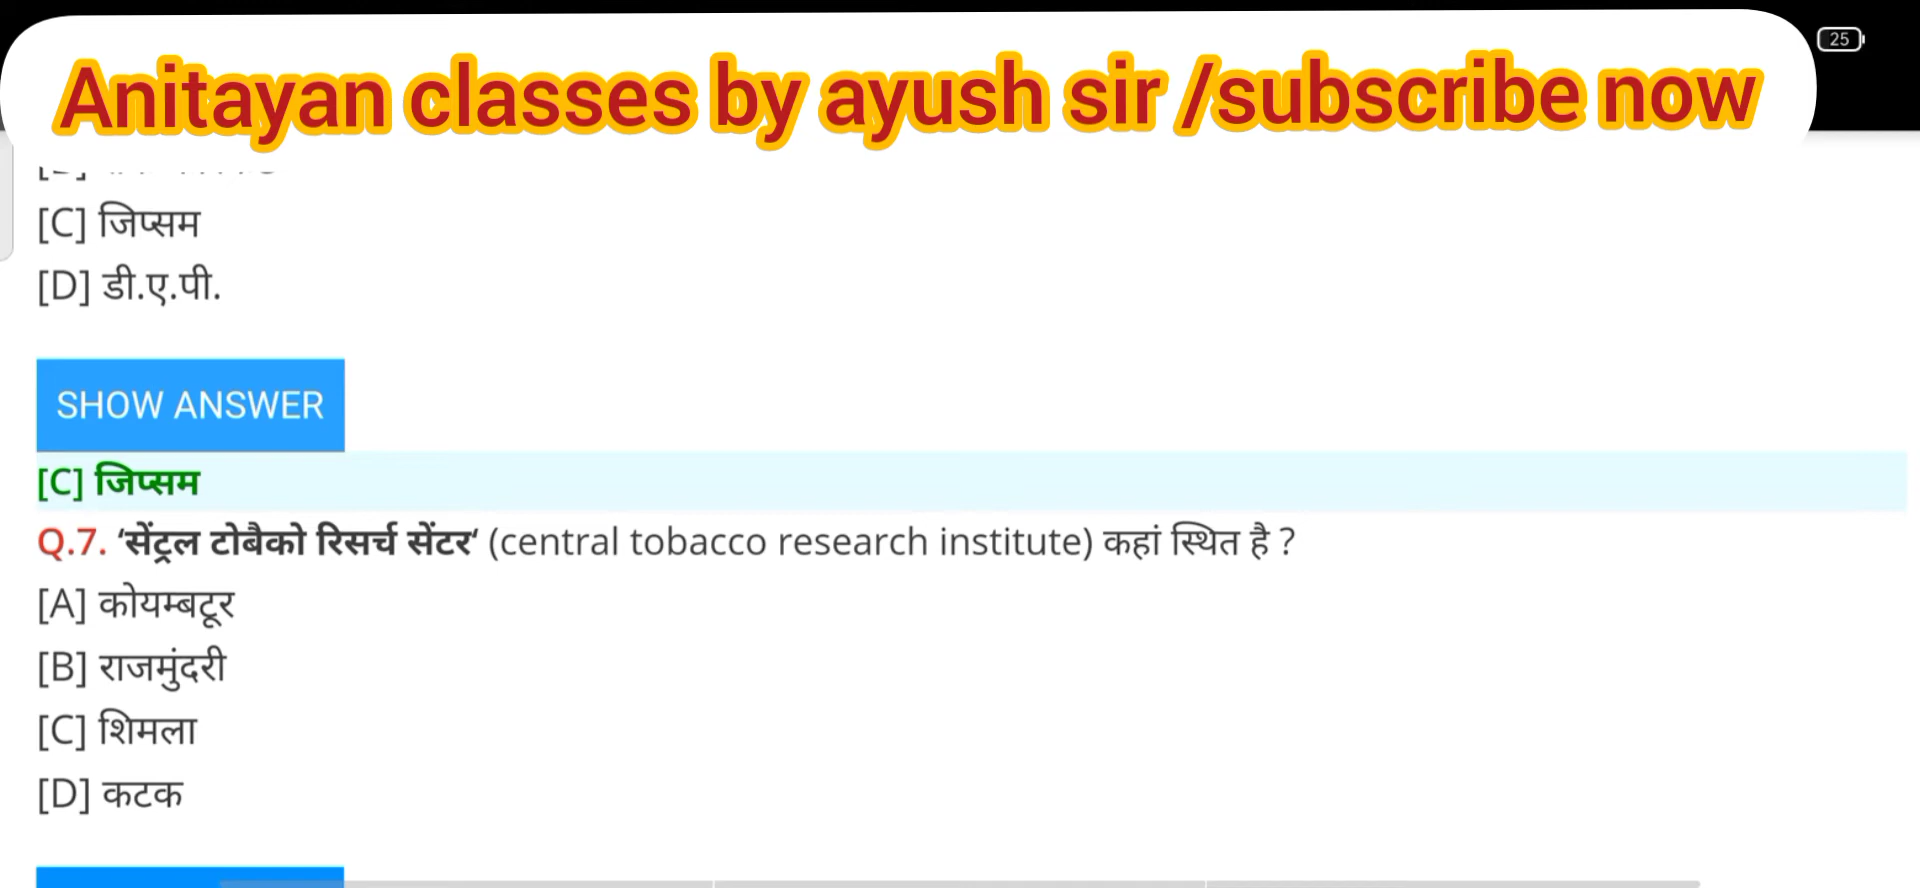 25
Anitayan classes by ayush sir /subscribe now
[C] जिप्सम
[D] डी.ए.पी.
SHOW ANSWER
[C] जिप्सम
Q.7. ‘सेंट्रल टोबैको रिसर्च सेंटर‘ (central tobacco research institute) कहां स्थित है ?
[A] कोयम्बटूर
[B] राजमुंदरी
[C] शिमला
[D] कटक